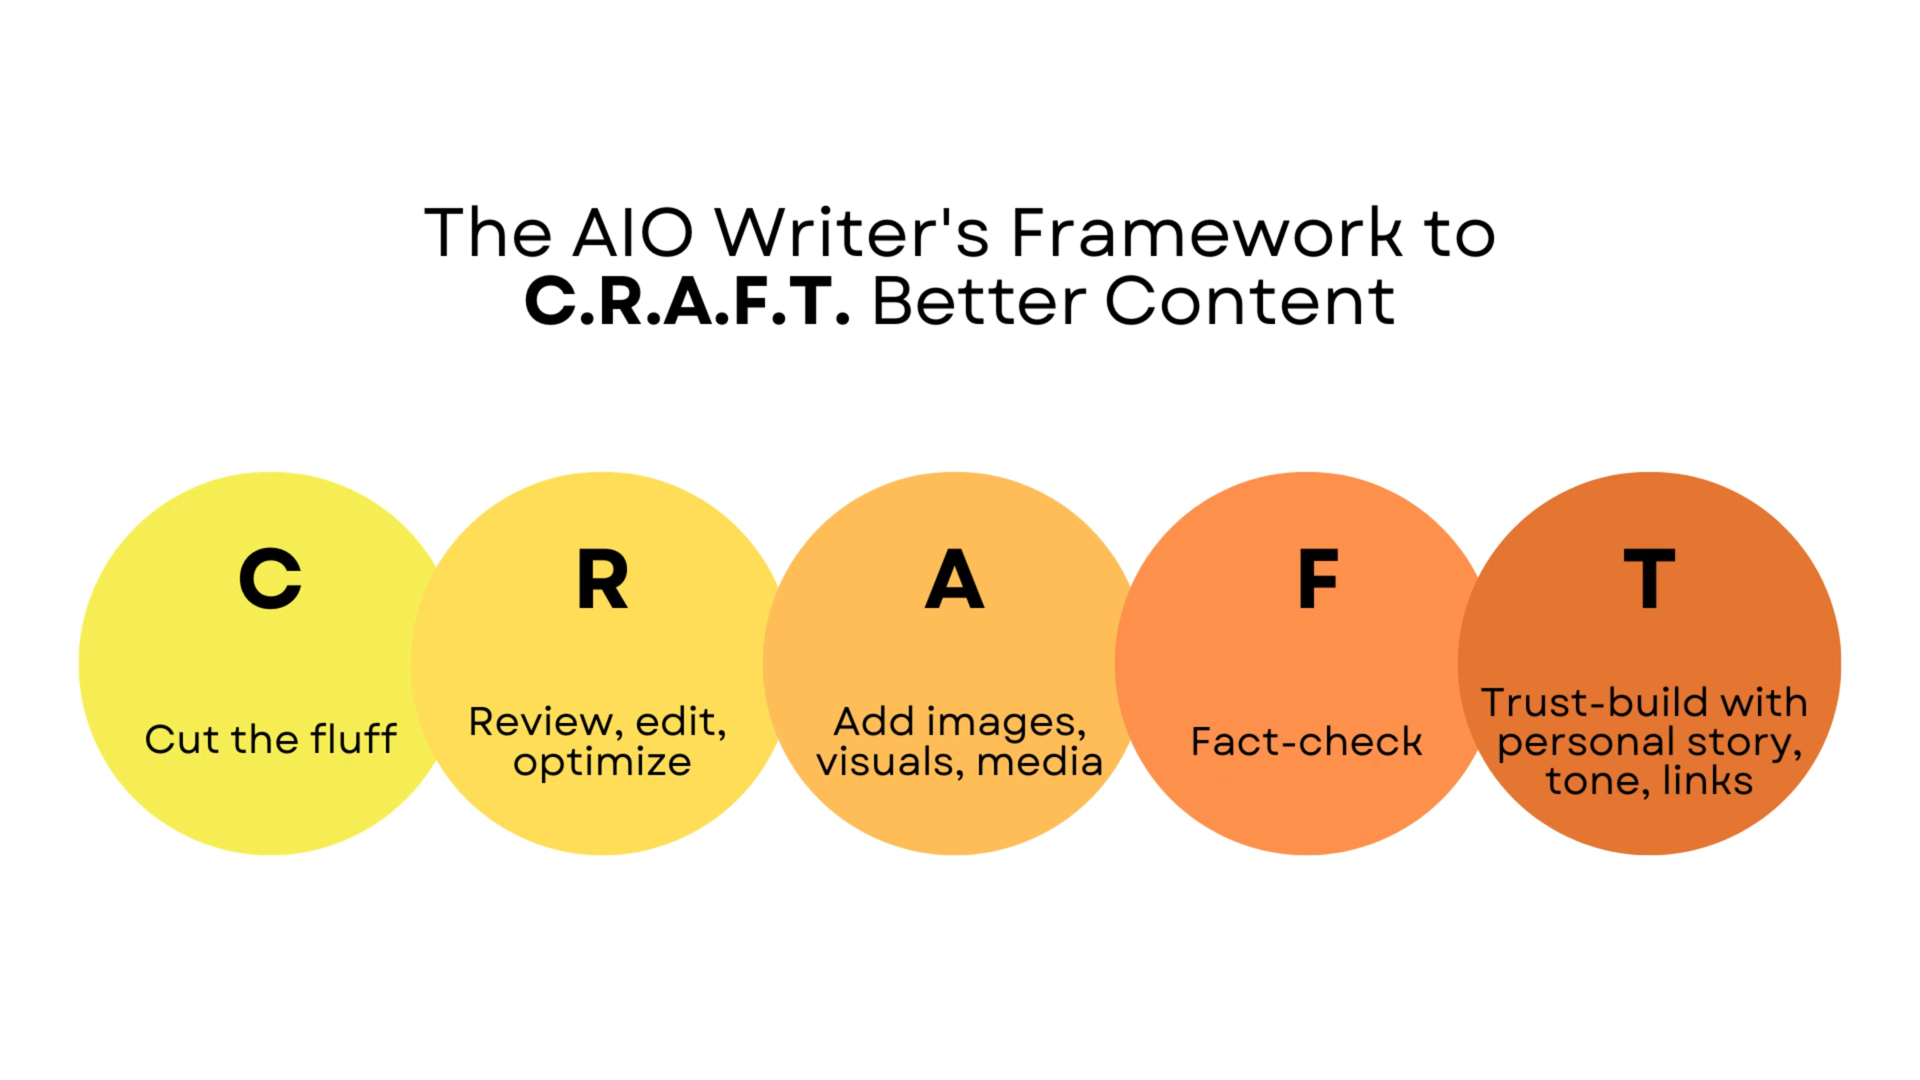 The AIO Writer's Framework to
C.R.A.F.T. Better Content
C
Cut the fluff
R
Review, edit,
optimize
A
Add images,
visuals, media
F
Fact-check
T
Trust-build with
personal story,
tone, links